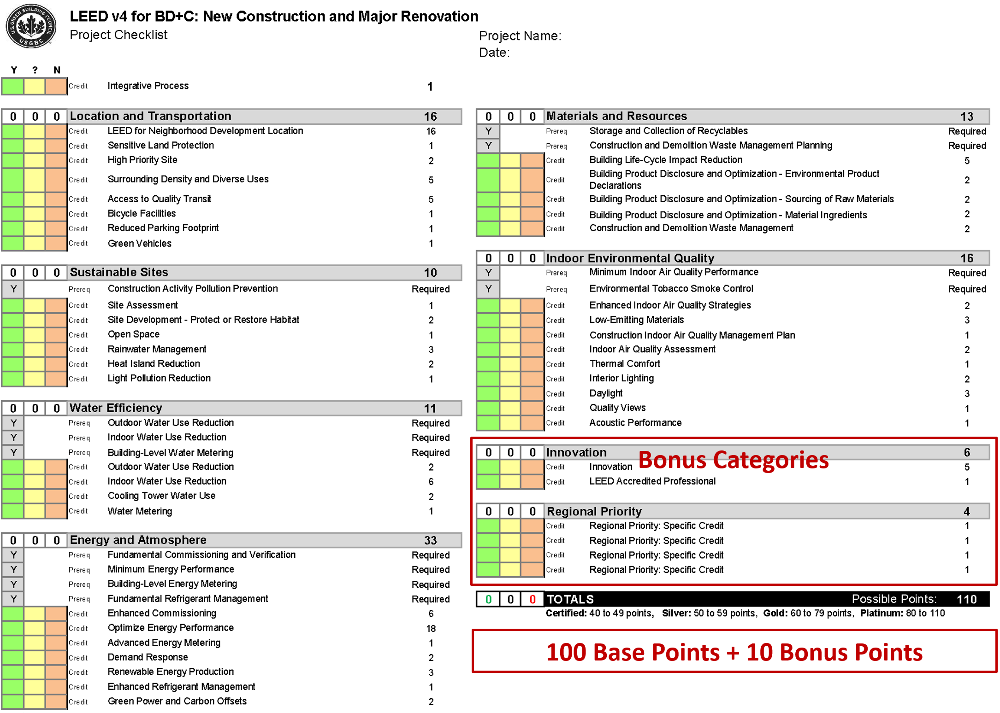 U.S. GREEN BUILDING COUNCIL
USGBC
LEED v4 for BD+C: New Construction and Major Renovation
Project Checklist
Project Name:
Date:
Y ? N
Credit Integrative Process 1
0 0 0 Location and Transportation 16
Credit LEED for Neighborhood Development Location 16
Credit Sensitive Land Protection 1
Credit High Priority Site 2
Credit Surrounding Density and Diverse Uses 5
Credit Access to Quality Transit 5
Credit Bicycle Facilities 1
Credit Reduced Parking Footprint 1
Credit Green Vehicles 1
0 0 0 Sustainable Sites 10
Y Prereq Construction Activity Pollution Prevention Required
Credit Site Assessment 1
Credit Site Development - Protect or Restore Habitat 2
Credit Open Space 1
Credit Rainwater Management 3
Credit Heat Island Reduction 2
Credit Light Pollution Reduction 1
0 0 0 Water Efficiency 11
Y Prereq Outdoor Water Use Reduction Required
Y Prereq Indoor Water Use Reduction Required
Y Prereq Building-Level Water Metering Required
Credit Outdoor Water Use Reduction 2
Credit Indoor Water Use Reduction 6
Credit Cooling Tower Water Use 2
Credit Water Metering 1
0 0 0 Energy and Atmosphere 33
Y Prereq Fundamental Commissioning and Verification Required
Y Prereq Minimum Energy Performance Required
Y Prereq Building-Level Energy Metering Required
Y Prereq Fundamental Refrigerant Management Required
Credit Enhanced Commissioning 6
Credit Optimize Energy Performance 18
Credit Advanced Energy Metering 1
Credit Demand Response 2
Credit Renewable Energy Production 3
Credit Enhanced Refrigerant Management 1
Credit Green Power and Carbon Offsets 2
0 0 0 Materials and Resources 13
Y Prereq Storage and Collection of Recyclables Required
Y Prereq Construction and Demolition Waste Management Planning Required
Credit Building Life-Cycle Impact Reduction 5
Credit Building Product Disclosure and Optimization - Environmental Product
Declarations 2
Credit Building Product Disclosure and Optimization - Sourcing of Raw Materials 2
Credit Building Product Disclosure and Optimization - Material Ingredients 2
Credit Construction and Demolition Waste Management 2
0 0 0 Indoor Environmental Quality 16
Y Prereq Minimum Indoor Air Quality Performance Required
Y Prereq Environmental Tobacco Smoke Control Required
Credit Enhanced Indoor Air Quality Strategies 2
Credit Low-Emitting Materials 3
Credit Construction Indoor Air Quality Management Plan 1
Credit Indoor Air Quality Assessment 2
Credit Thermal Comfort 1
Credit Interior Lighting 2
Credit Daylight 3
Credit Quality Views 1
Credit Acoustic Performance 1
0 0 0 Innovation 6
Bonus Categories
Credit Innovation 5
Credit LEED Accredited Professional 1
0 0 0 Regional Priority 4
Credit Regional Priority: Specific Credit 1
Credit Regional Priority: Specific Credit 1
Credit Regional Priority: Specific Credit 1
Credit Regional Priority: Specific Credit 1
0 0 0 TOTALS Possible Points: 110
Certified: 40 to 49 points, Silver: 50 to 59 points, Gold: 60 to 79 points, Platinum: 80 to 110
100 Base Points + 10 Bonus Points